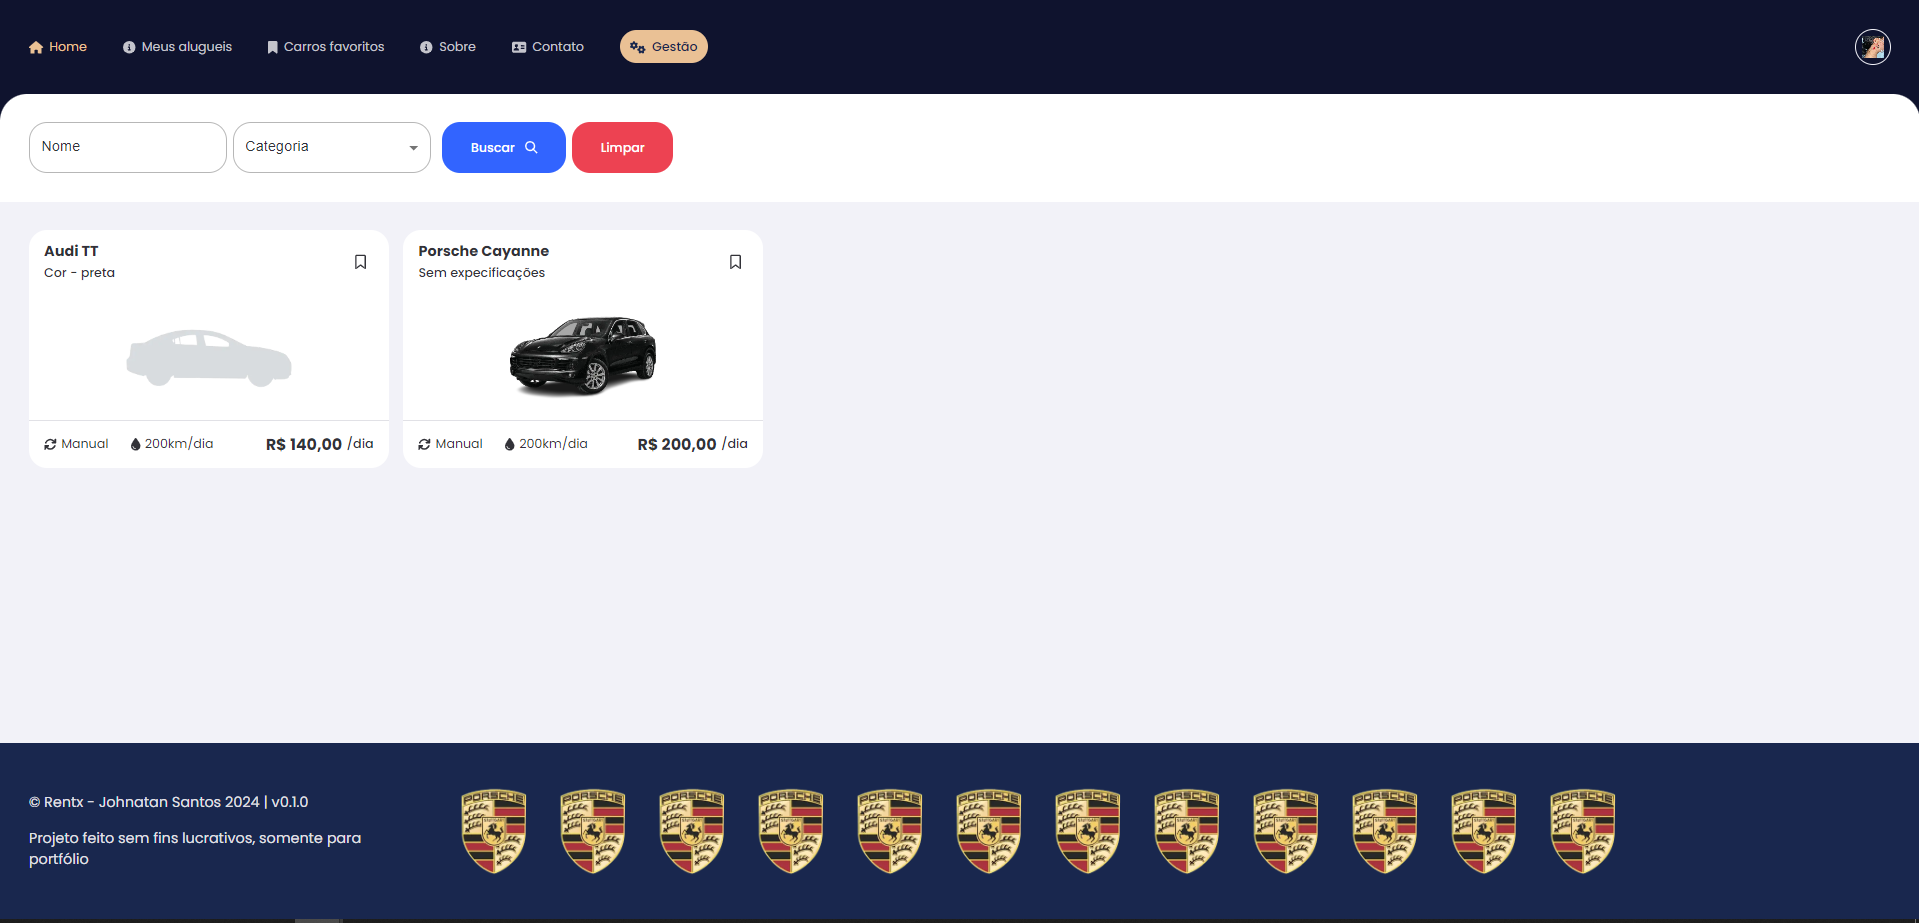 Home Meus alugueis Carros favoritos Sobre Contato Gestão
Nome Categoria Buscar Limpar
Audi TT
Cor - preta
Manual 200km/dia R$ 140,00 /dia
Porsche Cayanne
Sem expecificações
Manual 200km/dia R$ 200,00 /dia
© Rentx - Johnatan Santos 2024 | v0.1.0
Projeto feito sem fins lucrativos, somente para
portfólio
PORSCHE PORSCHE PORSCHE PORSCHE PORSCHE PORSCHE PORSCHE PORSCHE PORSCHE PORSCHE PORSCHE PORSCHE